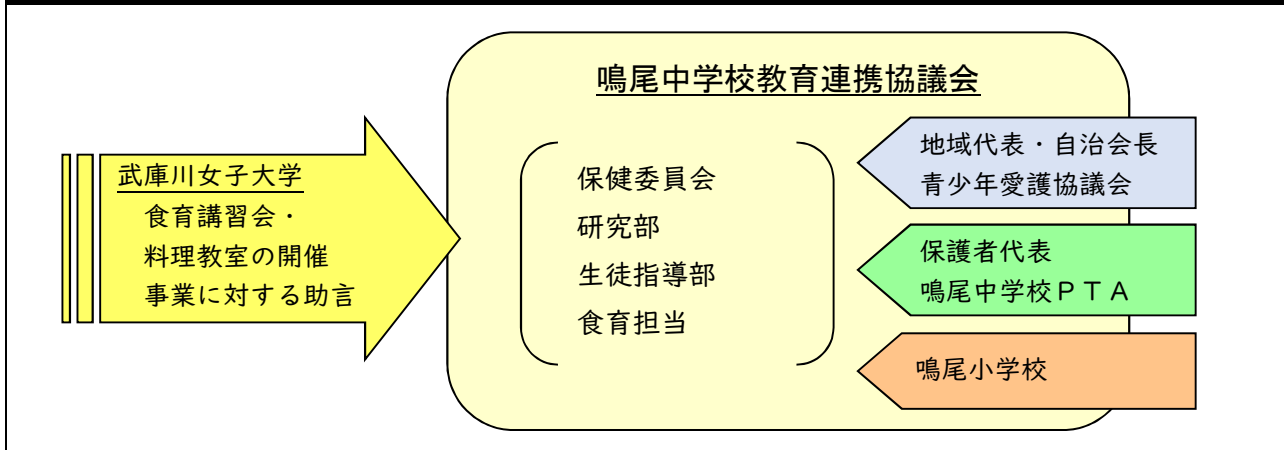 鳴尾中学校教育連携協議会
武庫川女子大学
食育講習会・
料理教室の開催
事業に対する助言
保健委員会
研究部
生徒指導部
食育担当
地域代表・自治会長
青少年愛護協議会
保護者代表
鳴尾中学校ＰＴＡ
鳴尾小学校